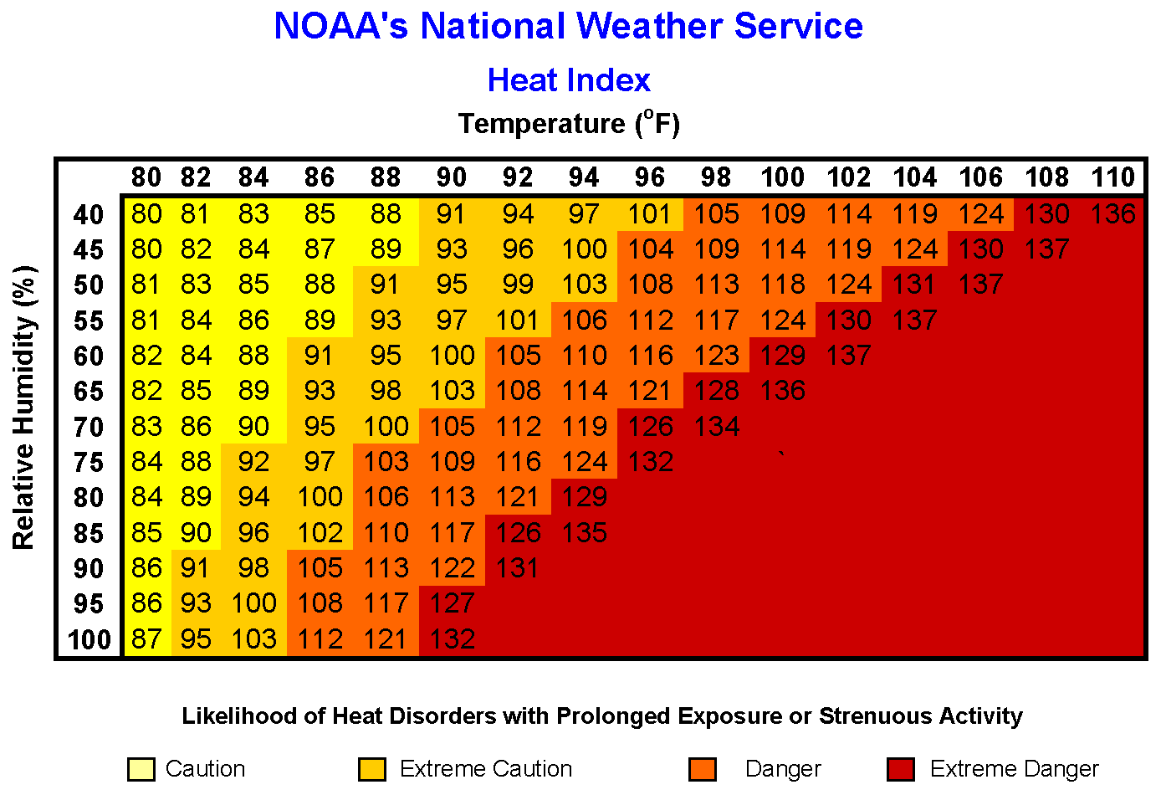 NOAA's National Weather Service
Heat Index
Temperature (°F)
80 82 84 86 88 90 92 94 96 98 100 102 104 106 108 110
Relative Humidity (%)
40 80 81 83 85 88 91 94 97 101 105 109 114 119 124 130 136
45 80 82 84 87 89 93 96 100 104 109 114 119 124 130 137
50 81 83 85 88 91 95 99 103 108 113 118 124 131 137
55 81 84 86 89 93 97 101 106 112 117 124 130 137
60 82 84 88 91 95 100 105 110 116 123 129 137
65 82 85 89 93 98 103 108 114 121 128 136
70 83 86 90 95 100 105 112 119 126 134
75 84 88 92 97 103 109 116 124 132
80 84 89 94 100 106 113 121 129
85 85 90 96 102 110 117 126 135
90 86 91 98 105 113 122 131
95 86 93 100 108 117 127
100 87 95 103 112 121 132
Likelihood of Heat Disorders with Prolonged Exposure or Strenuous Activity
Caution Extreme Caution Danger Extreme Danger